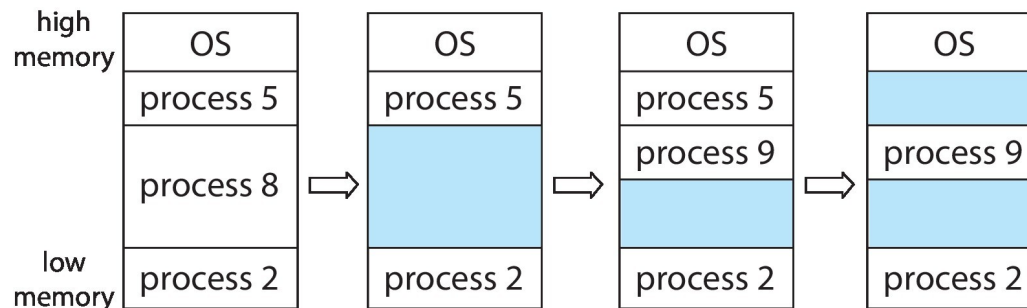 high
memory
OS
process 5
process 8
process 2
low
memory
OS
process 5
process 2
OS
process 5
process 9
process 2
OS
process 9
process 2